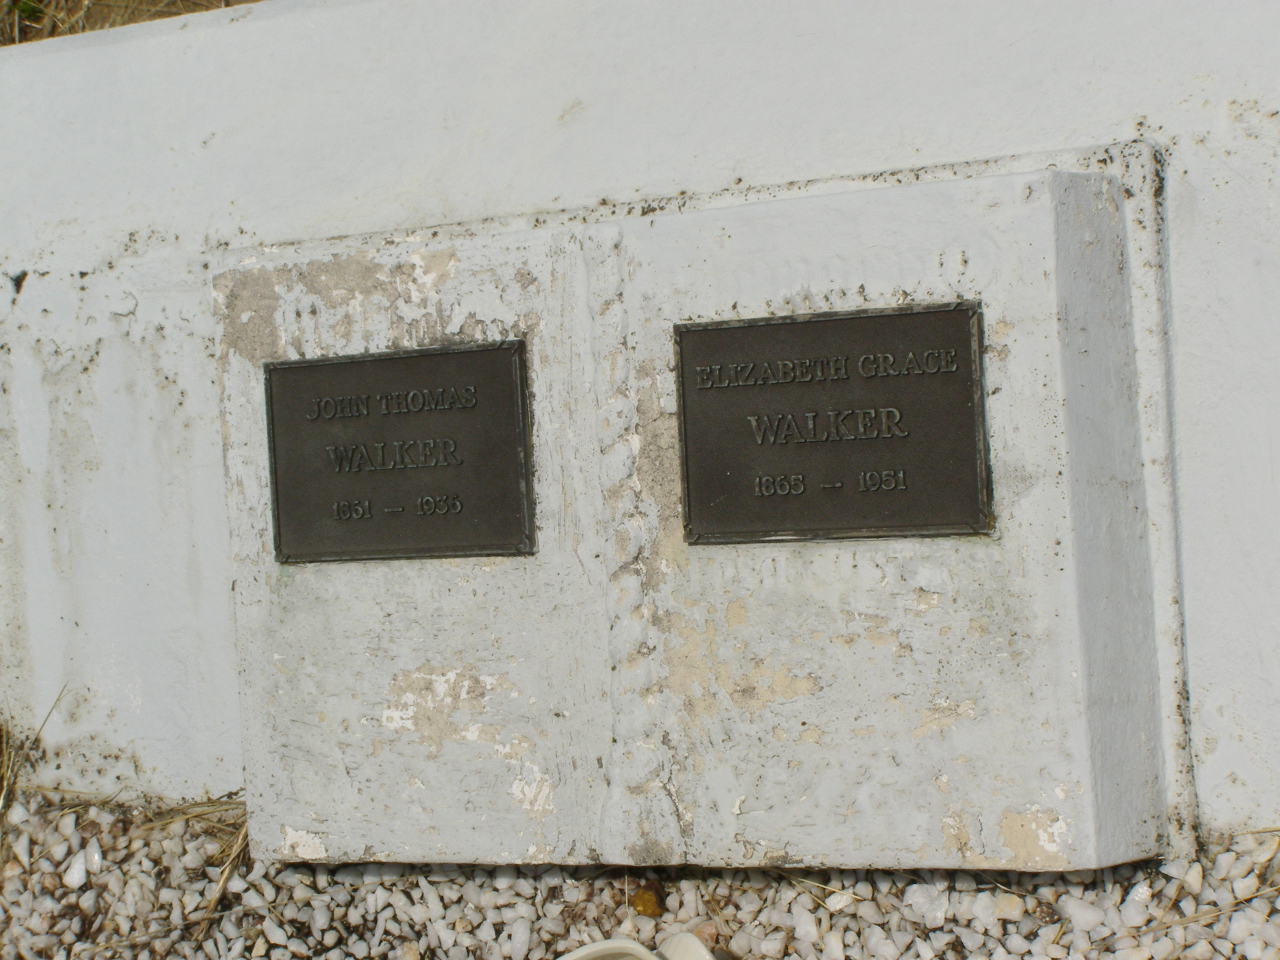 JOHN THOMAS
WALKER
1861 — 1936
ELIZABETH GRACE
WALKER
1865 — 1951